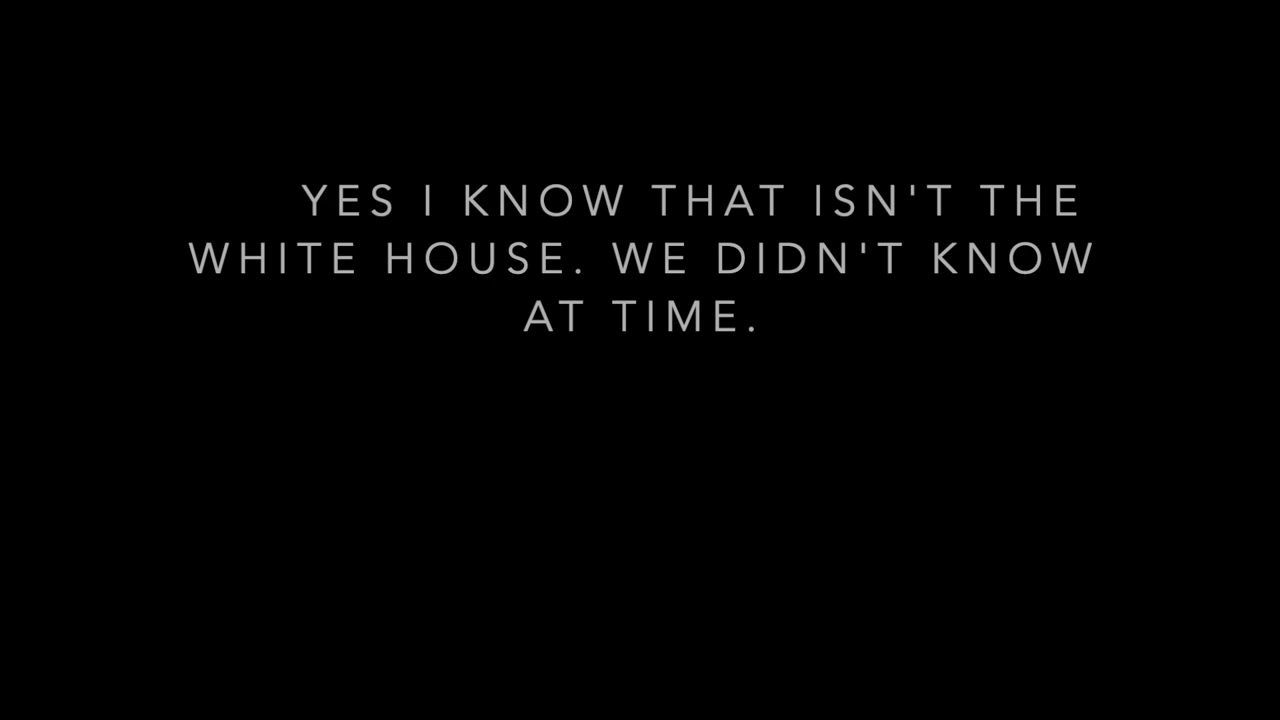 YES I KNOW THAT ISN'T THE
WHITE HOUSE. WE DIDN'T KNOW
AT TIME.